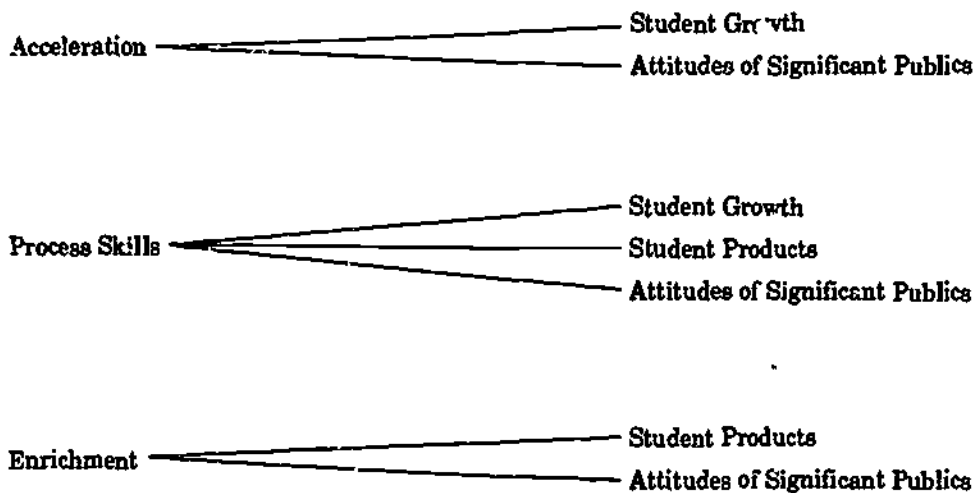 Acceleration
Student Growth
Attitudes of Significant Publics
Process Skills
Student Growth
Student Products
Attitudes of Significant Publics
Enrichment
Student Products
Attitudes of Significant Publics